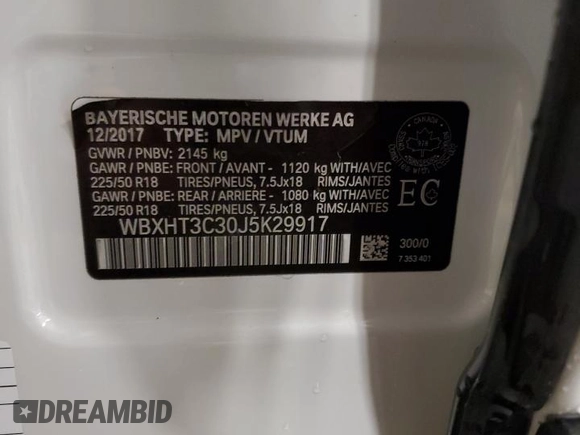 BAYERISCHE MOTOREN WERKE AG
12/2017 TYPE: MPV / VTUM
GVWR / PNBV: 2145 kg
GAWR / PNBE: FRONT / AVANT - 1120 kg WITH/AVEC
225/50 R18 TIRES/PNEUS, 7.5Jx18 RIMS/JANTES
GAWR / PNBE: REAR / ARRIERE - 1080 kg WITH/AVEC
225/50 R18 TIRES/PNEUS, 7.5Jx18 RIMS/JANTES
WBXHT3C30J5K29917
CANADA
EC
300/0
7 353 401
DREAMBID